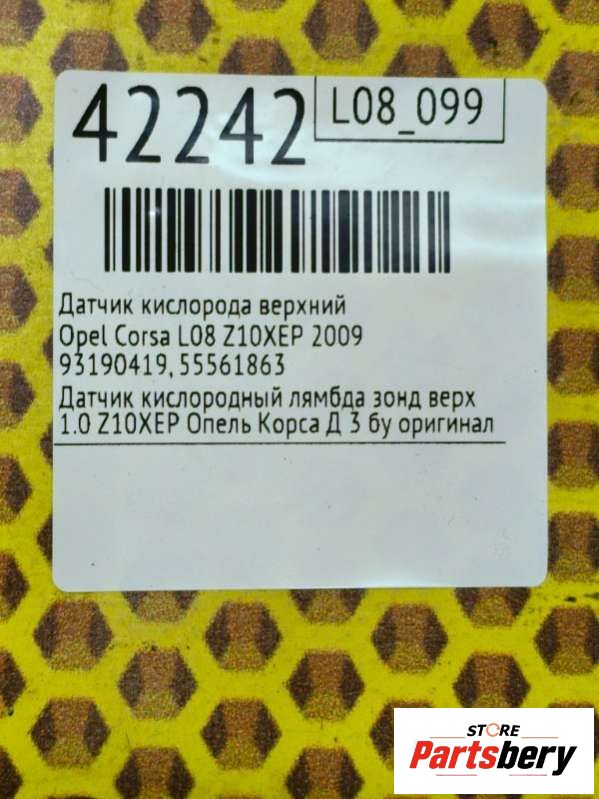 42242
L08_099
Датчик кислорода верхний
Opel Corsa L08 Z10XEP 2009
93190419, 55561863
Датчик кислородный лямбда зонд верх
1.0 Z10XEP Опель Корса Д 3 бу оригинал
STORE
Partsbery